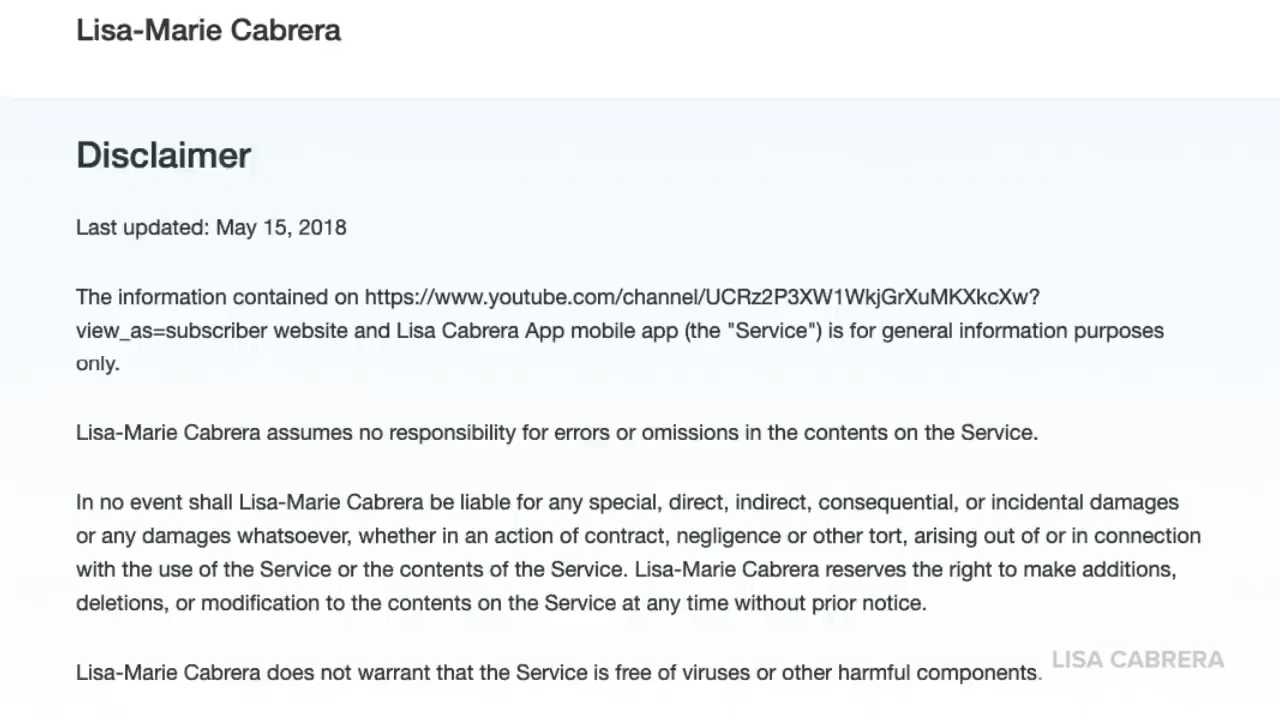 Lisa-Marie Cabrera
Disclaimer
Last updated: May 15, 2018
The information contained on https://www.youtube.com/channel/UCRz2P3XW1WkjGrXuMKXkcXw?
view_as=subscriber website and Lisa Cabrera App mobile app (the "Service") is for general information purposes
only.
Lisa-Marie Cabrera assumes no responsibility for errors or omissions in the contents on the Service.
In no event shall Lisa-Marie Cabrera be liable for any special, direct, indirect, consequential, or incidental damages
or any damages whatsoever, whether in an action of contract, negligence or other tort, arising out of or in connection
with the use of the Service or the contents of the Service. Lisa-Marie Cabrera reserves the right to make additions,
deletions, or modification to the contents on the Service at any time without prior notice.
Lisa-Marie Cabrera does not warrant that the Service is free of viruses or other harmful components.
LISA CABRERA